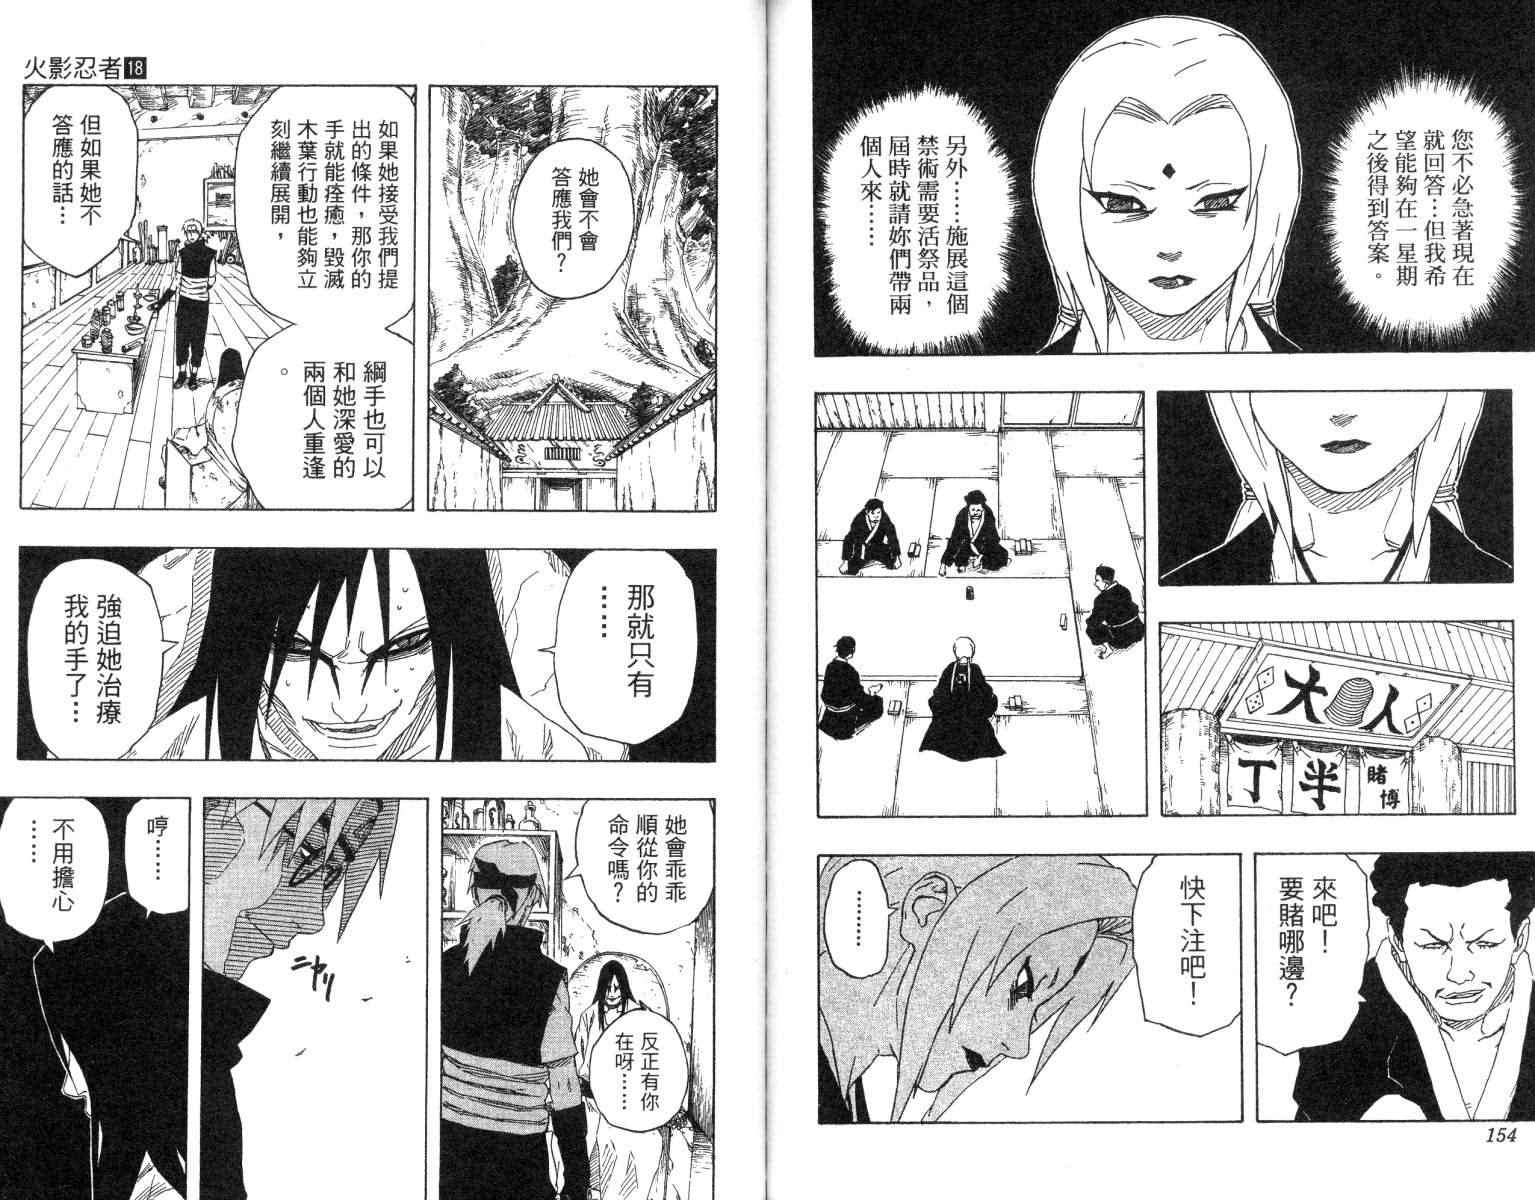 您不必急著現在
就回答…但我希
望能夠在一星期
之後得到答案。
另外……施展這個
禁術需要活祭品，
屆時就請妳們帶兩
個人來……
大人
丁半
賭博
來吧！
要賭哪邊？
快下注吧！
………
154
火影忍者18
她會不會
答應我們？
如果她接受我們提
出的條件，那你的
手就能痊癒，毀滅
木葉行動也能夠立
刻繼續展開，
綱手也可以
和她深愛的
兩個人重逢
。
但如果她不
答應的話…
那就只有
……
強迫她治療
我的手了…
她會乖乖
順從你的
命令嗎？
反正有你
在呀……
ニヤリ
哼……
不用擔心
……